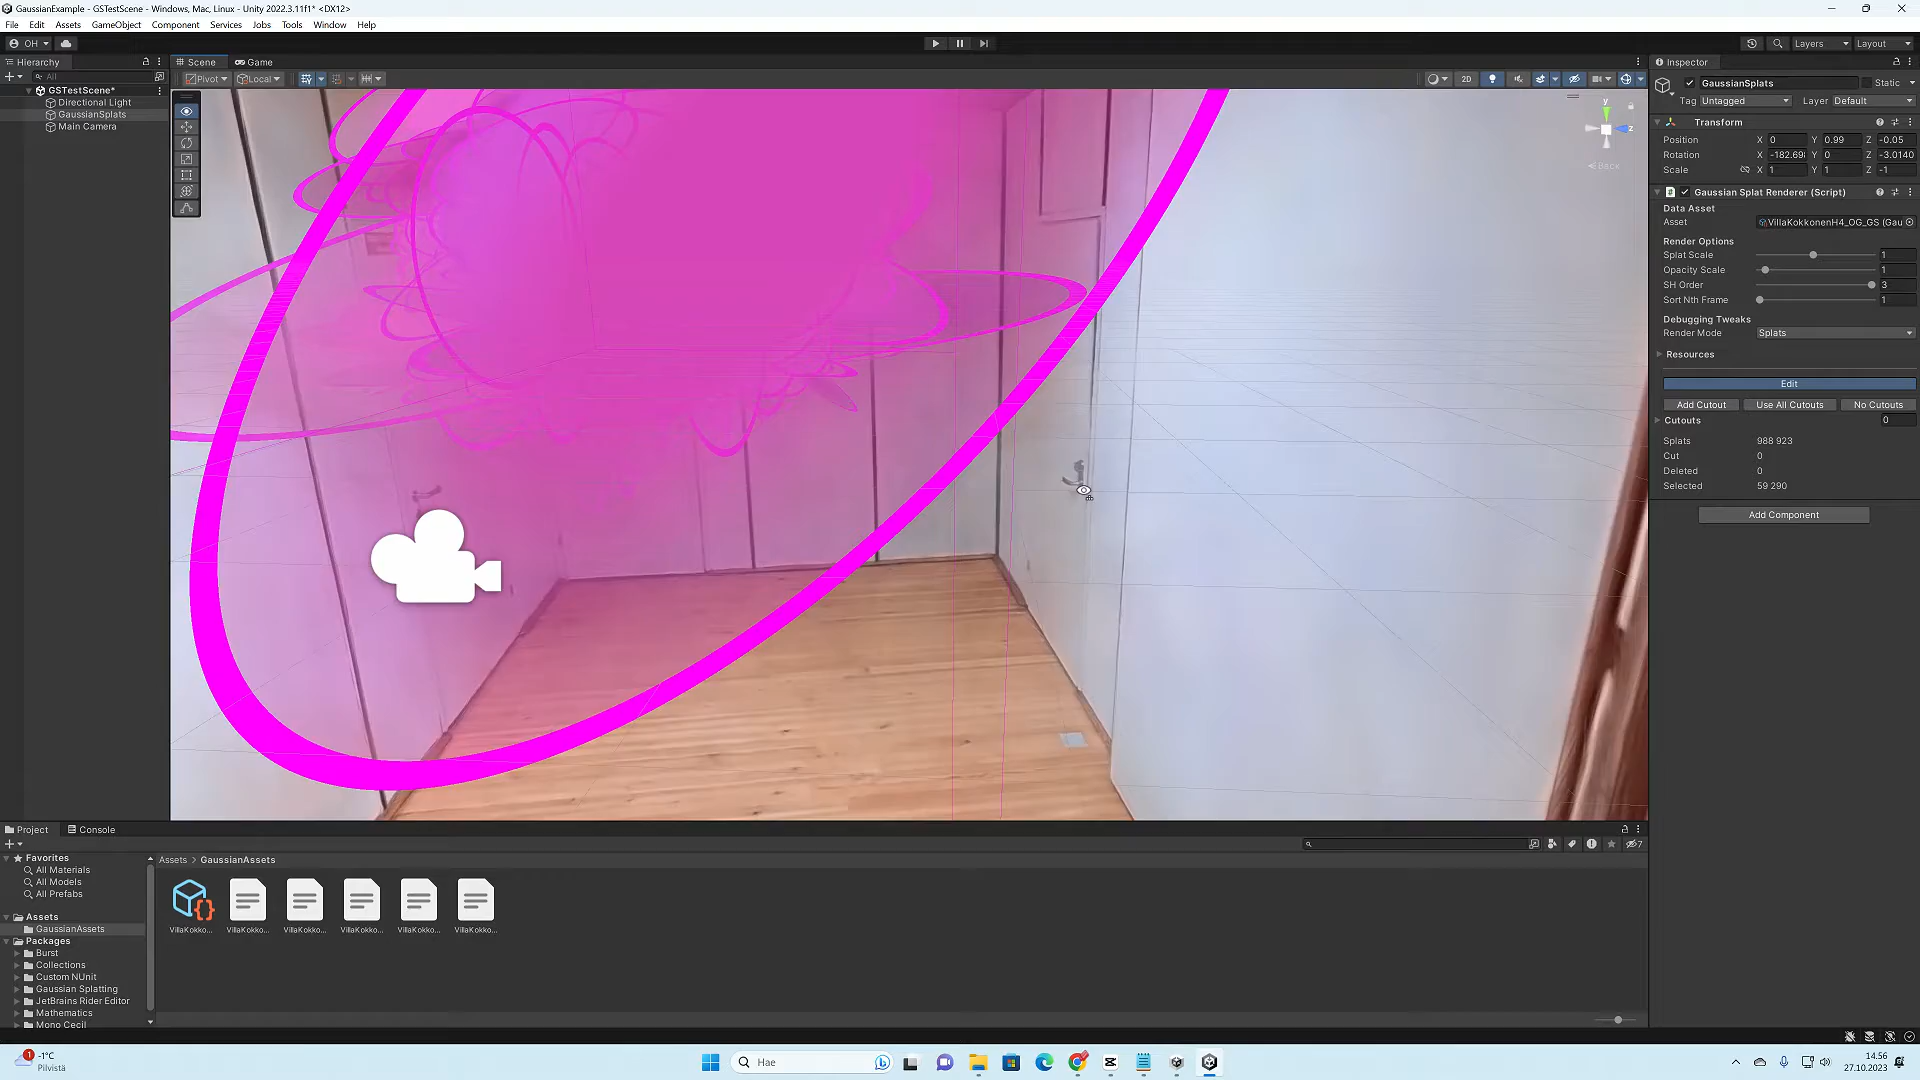 GaussianExample - GSTestScene - Windows, Mac, Linux - Unity 2022.3.11f1* <DX12>
File Edit Assets GameObject Component Services Jobs Tools Window Help
OH
Layers
Layout
Hierarchy
All
GSTestScene*
Directional Light
GaussianSplats
Main Camera
Scene
Game
Pivot
Local
2D
y
z
Back
Inspector
GaussianSplats
Static
Tag Untagged
Layer Default
Transform
Position X 0 Y 0.99 Z -0.05
Rotation X -182.698 Y 0 Z -3.0140
Scale X 1 Y 1 Z -1
Gaussian Splat Renderer (Script)
Data Asset
Asset VillaKokkonenH4_OG_GS (Gau
Render Options
Splat Scale 1
Opacity Scale 1
SH Order 3
Sort Nth Frame 1
Debugging Tweaks
Render Mode Splats
Resources
Edit
Add Cutout Use All Cutouts No Cutouts
Cutouts 0
Splats 988 923
Cut 0
Deleted 0
Selected 59 290
Add Component
Project
Console
Favorites
All Materials
All Models
All Prefabs
Assets
GaussianAssets
Packages
Burst
Collections
Custom NUnit
Gaussian Splatting
JetBrains Rider Editor
Mathematics
Mono Cecil
Assets > GaussianAssets
7
VillaKokko...
VillaKokko...
VillaKokko...
VillaKokko...
VillaKokko...
VillaKokko...
1
-1°C
Pilvistä
Hae
14.56
27.10.2023